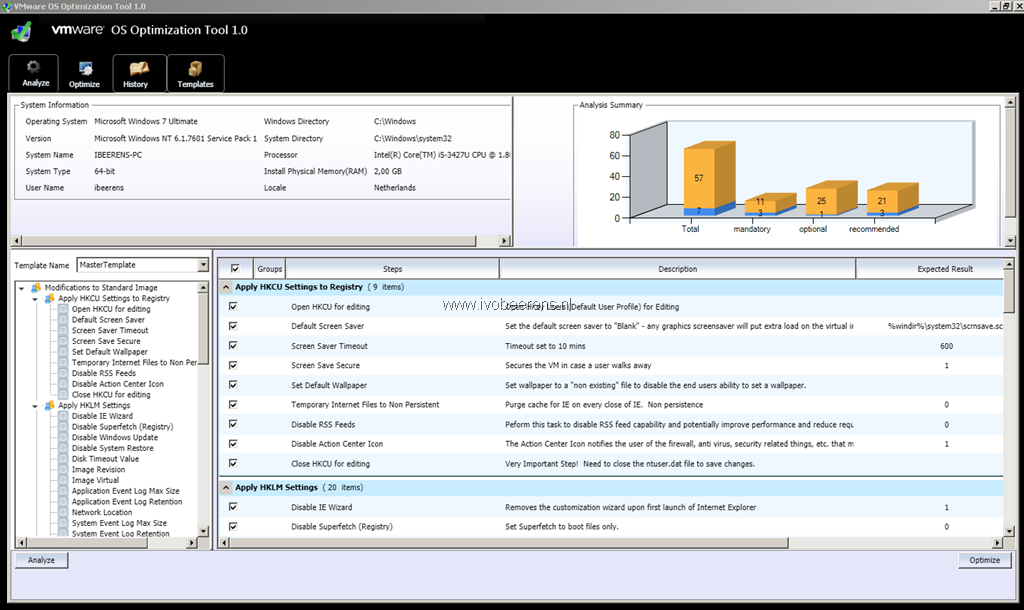 VMware OS Optimization Tool 1.0
vmware OS Optimization Tool 1.0
Analyze
Optimize
History
Templates
System Information
Operating System Microsoft Windows 7 Ultimate Windows Directory C:\Windows
Version Microsoft Windows NT 6.1.7601 Service Pack 1 System Directory C:\Windows\system32
System Name IBEERENS-PC Processor Intel(R) Core(TM) i5-3427U CPU @ 1.8
System Type 64-bit Install Physical Memory(RAM) 2,00 GB
User Name ibeerens Locale Netherlands
Analysis Summary
80
60
40
20
0
57
7
11
3
25
1
21
3
Total mandatory optional recommended
Template Name MasterTemplate
Modifications to Standard Image
Apply HKCU Settings to Registry
Open HKCU for editing
Default Screen Saver
Screen Saver Timeout
Screen Save Secure
Set Default Wallpaper
Temporary Internet Files to Non Per
Disable RSS Feeds
Disable Action Center Icon
Close HKCU for editing
Apply HKLM Settings
Disable IE Wizard
Disable Superfetch (Registry)
Disable Windows Update
Disable System Restore
Disk Timeout Value
Image Revision
Image Virtual
Application Event Log Max Size
Application Event Log Retention
Network Location
System Event Log Max Size
System Event Log Retention
Groups Steps Description Expected Result
Apply HKCU Settings to Registry ( 9 items)
Open HKCU for editing Users (Default User Profile) for Editing
www.ivobeerens.nl
Default Screen Saver Set the default screen saver to "Blank" - any graphics screensaver will put extra load on the virtual i %windir%\system32\scrnsave.sc
Screen Saver Timeout Timeout set to 10 mins 600
Screen Save Secure Secures the VM in case a user walks away 1
Set Default Wallpaper Set wallpaper to a "non existing" file to disable the end users ability to set a wallpaper.
Temporary Internet Files to Non Persistent Purge cache for IE on every close of IE. Non persistence 0
Disable RSS Feeds Peform this task to disable RSS feed capability and potentially improve performance and reduce requ 0
Disable Action Center Icon The Action Center Icon notifies the user of the firewall, anti virus, security related things, etc. that m 1
Close HKCU for editing Very Important Step! Need to close the ntuser.dat file to save changes.
Apply HKLM Settings ( 20 items)
Disable IE Wizard Removes the customization wizard upon first launch of Internet Explorer 1
Disable Superfetch (Registry) Set Superfetch to boot files only. 0
Analyze
Optimize